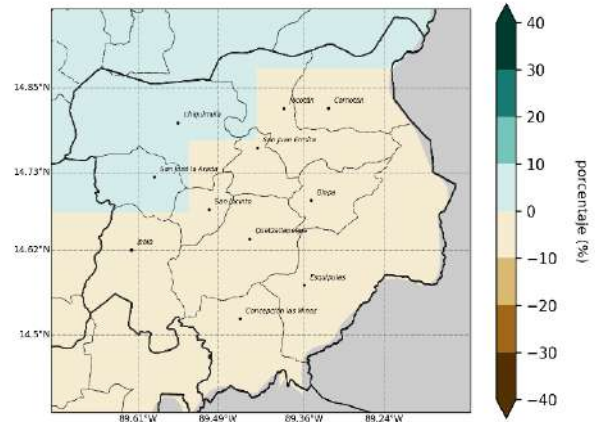 40
30
20
10
0
−10
−20
−30
−40
porcentaje (%)
14.85°N
14.73°N
14.62°N
14.5°N
89.61°W
89.49°W
89.36°W
89.24°W
Jocotán
Camotán
Chiquimula
San Juan Ermita
San José la Arada
Olopa
San Jacinto
Quezaltepeque
Ipala
Esquipulas
Concepción las Minas